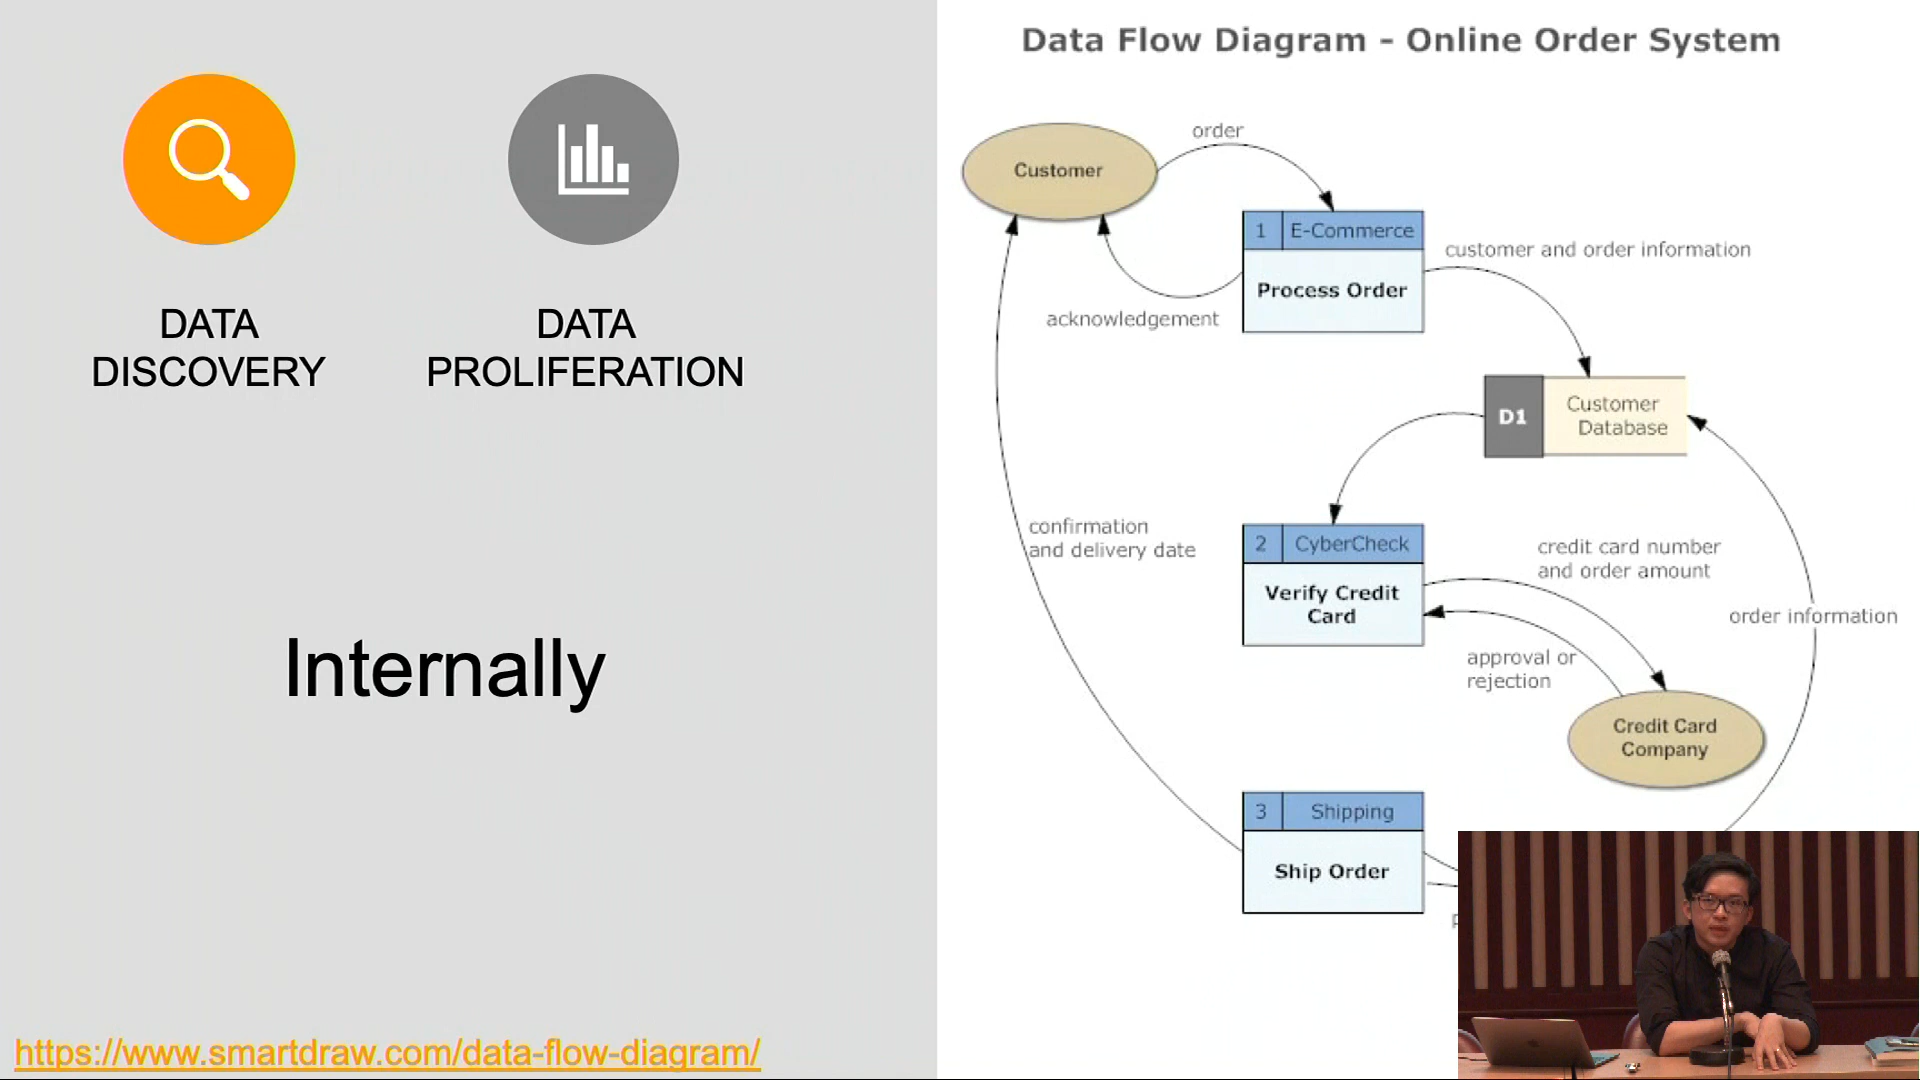 DATA
DISCOVERY
DATA
PROLIFERATION
Internally
https://www.smartdraw.com/data-flow-diagram/
Data Flow Diagram - Online Order System
Customer
order
1 E-Commerce
Process Order
acknowledgement
customer and order information
D1
Customer
Database
confirmation
and delivery date
2 CyberCheck
Verify Credit
Card
credit card number
and order amount
order information
approval or
rejection
Credit Card
Company
3 Shipping
Ship Order